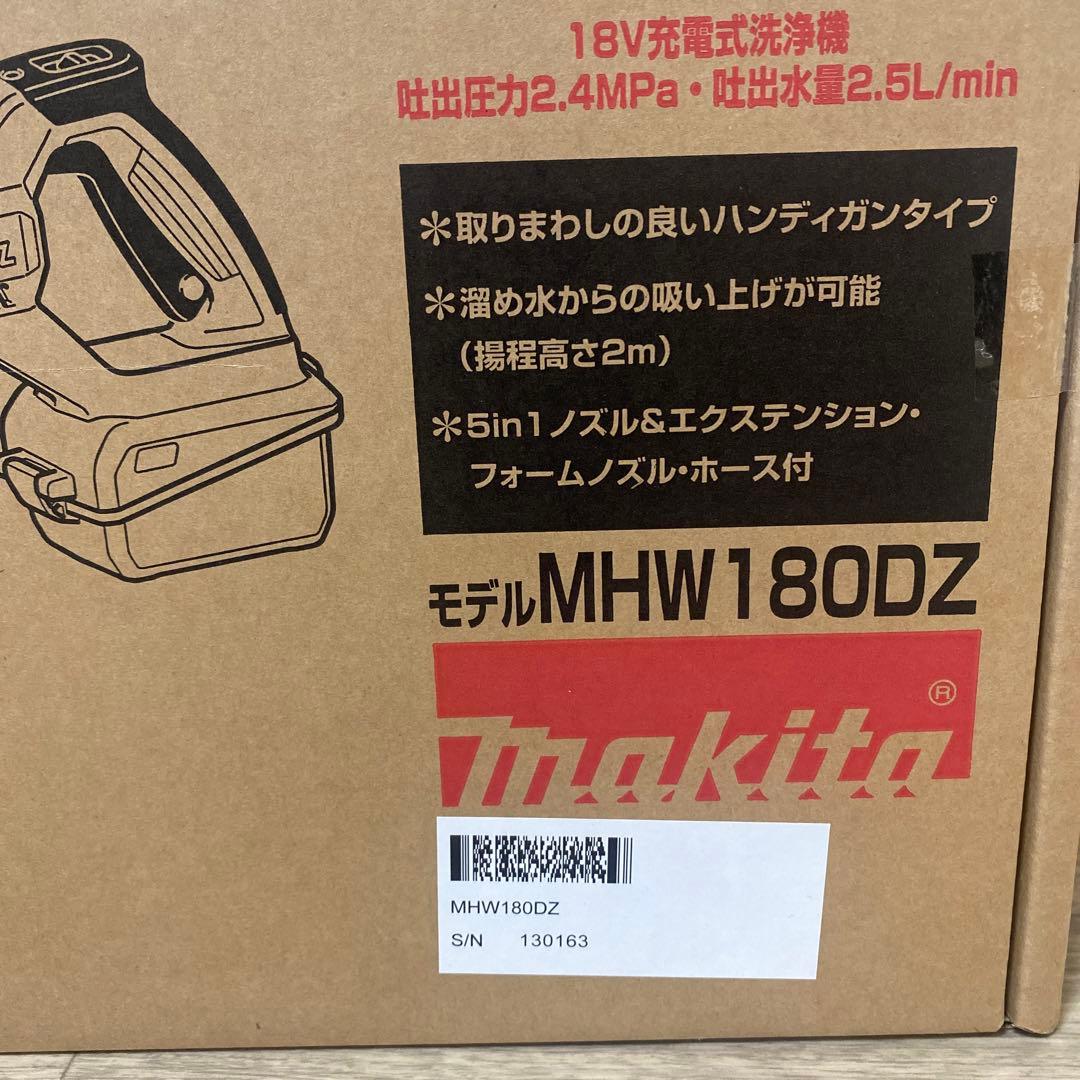 18V充電式洗浄機
吐出圧力2.4MPa・吐出水量2.5L/min
＊取りまわしの良いハンディガンタイプ
＊溜め水からの吸い上げが可能
（揚程高さ2m）
＊5in1ノズル&エクステンション・
フォームノズル・ホース付
モデルMHW180DZ
makita®
MHW180DZ
S/N 130163